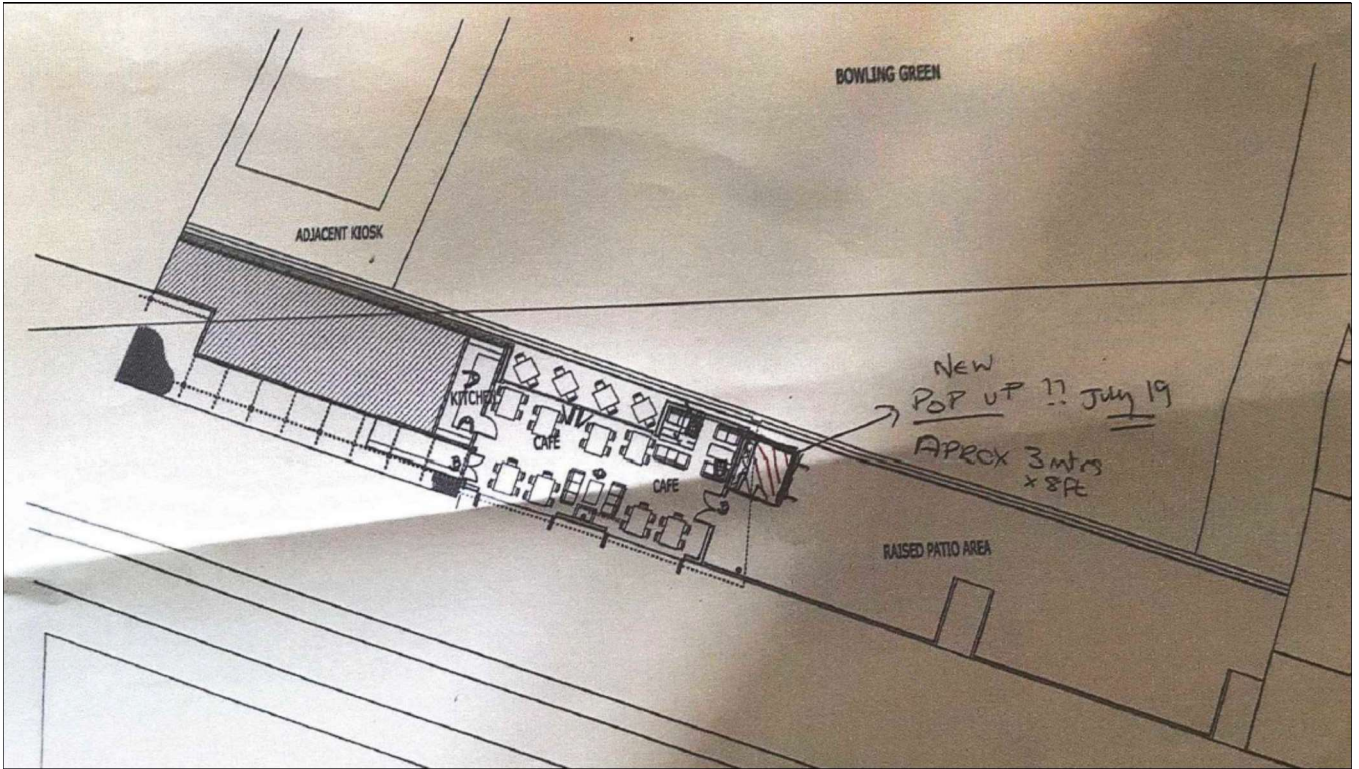 BOWLING GREEN
ADJACENT KIOSK
KITCHEN
CAFE
CAFE
NEW
POP UP !! July 19
APROX 3 mtrs
x 8ft
RAISED PATIO AREA